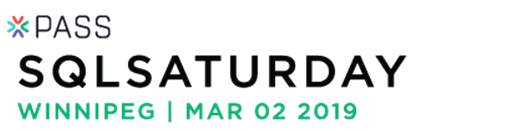 PASS
SQLSATURDAY
WINNIPEG | MAR 02 2019